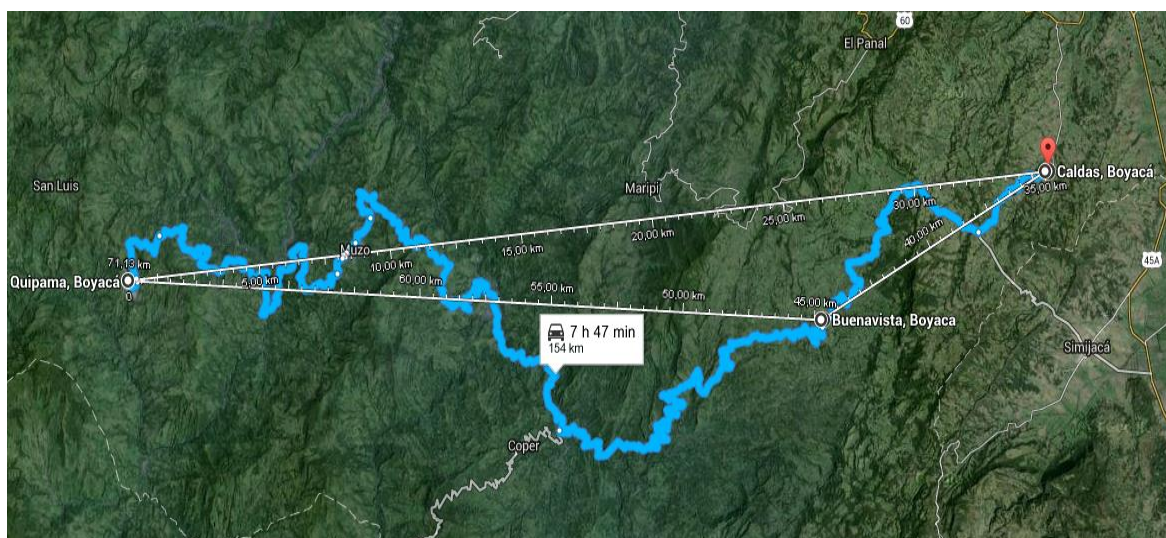 60
El Panal
Caldas, Boyacá
35,00 km
San Luis
Maripi
30,00 km
25,00 km
40,00 km
20,00 km
15,00 km
Muzo
10,00 km
45A
71,13 km
5,00 km
60,00 km
Quipama, Boyacá
0
55,00 km
50,00 km
45,00 km
Buenavista, Boyaca
7 h 47 min
154 km
Simijacá
Coper